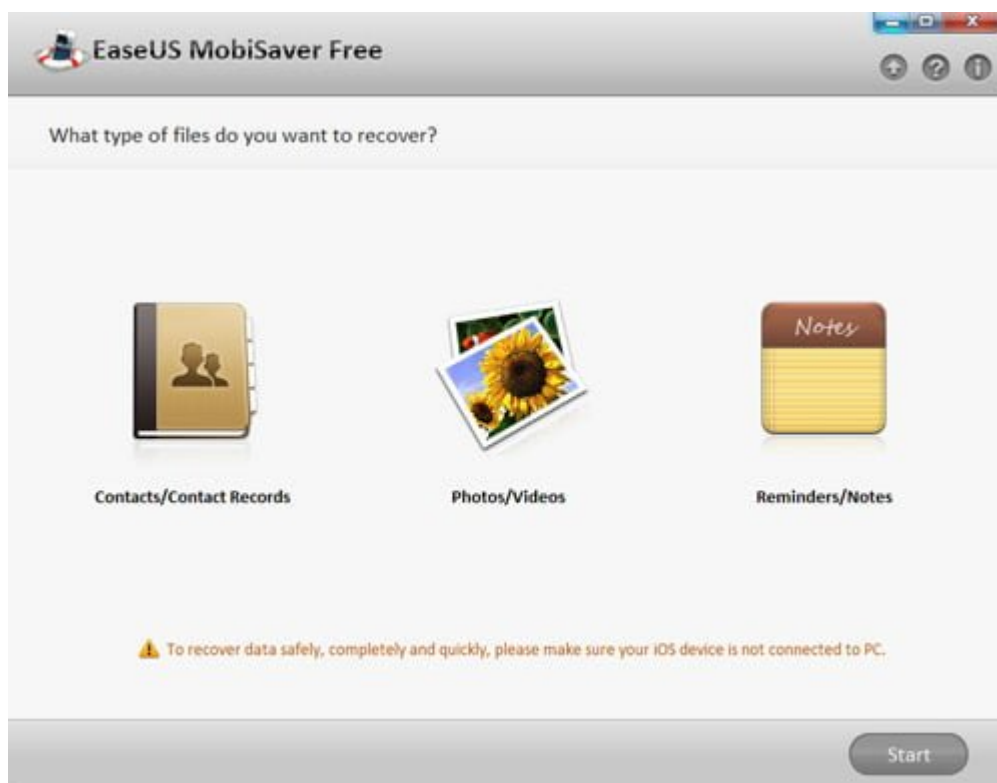 EaseUS MobiSaver Free
What type of files do you want to recover?
Notes
Contacts/Contact Records
Photos/Videos
Reminders/Notes
To recover data safely, completely and quickly, please make sure your iOS device is not connected to PC.
Start